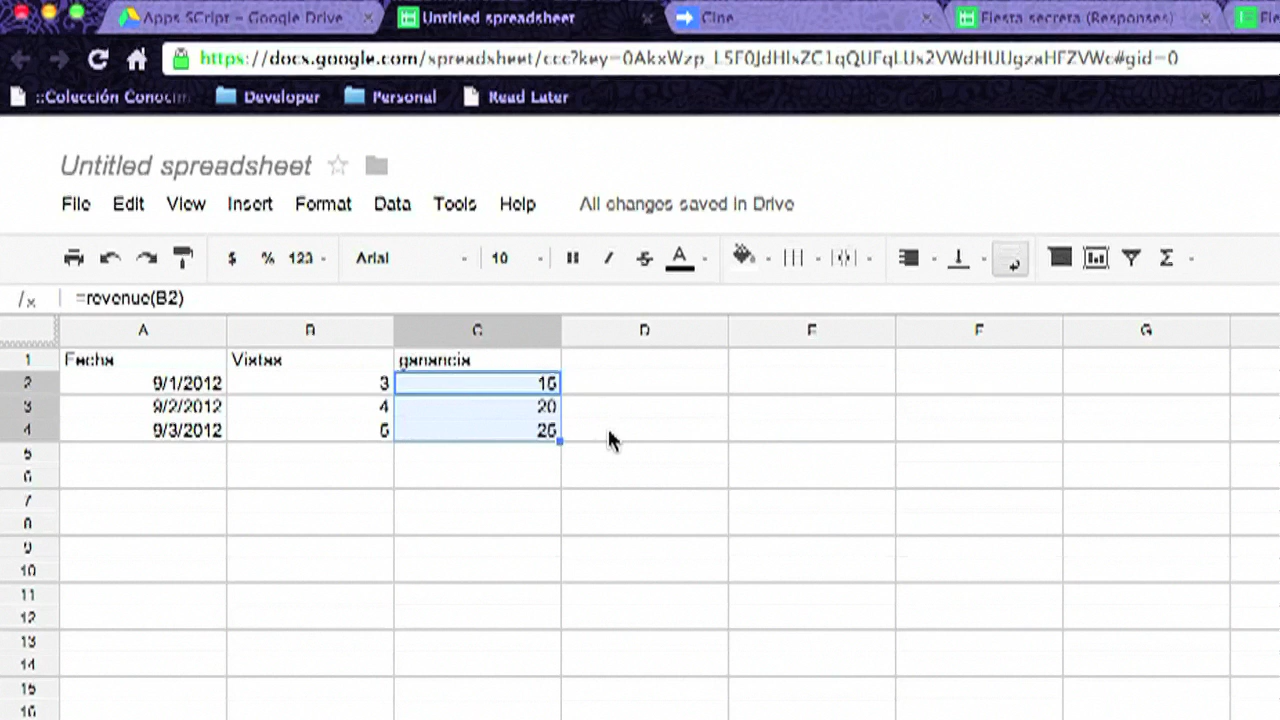 Apps SCript – Google Drive
Untitled spreadsheet
Cine
Fiesta secreta (Responses)
https://docs.google.com/spreadsheet/ccc?key=
#gid=0
::Colección
Developer
Personal
Read Later
Untitled spreadsheet
File Edit View Insert Format Data Tools Help All changes saved in Drive
$ % 123 Arial 10 A Σ
fx =revenue(B2)
A B C D E F G
1 Fecha Vistas ganancia
2 9/1/2012 3 15
3 9/2/2012 4 20
4 9/3/2012 5 25
5
6
7
8
9
10
11
12
13
14
15
16